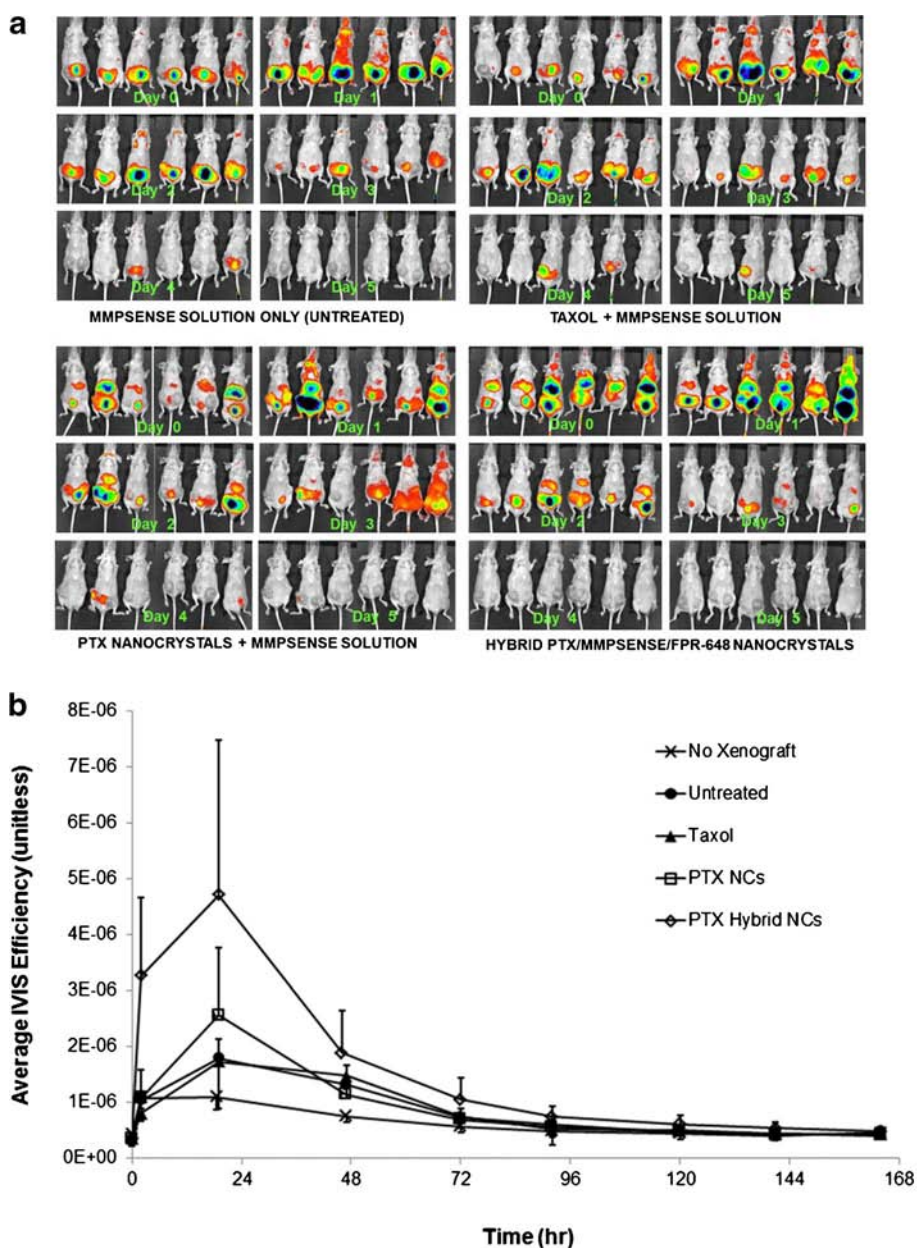 a
Day 0
Day 1
Day 2
Day 3
Day 4
Day 5
MMPSENSE SOLUTION ONLY (UNTREATED)
Day 0
Day 1
Day 2
Day 3
Day 4
Day 5
TAXOL + MMPSENSE SOLUTION
Day 0
Day 1
Day 2
Day 3
Day 4
Day 5
PTX NANOCRYSTALS + MMPSENSE SOLUTION
Day 0
Day 1
Day 2
Day 3
Day 4
Day 5
HYBRID PTX/MMPSENSE/FPR-648 NANOCRYSTALS
b
Average IVIS Efficiency (unitless)
8E-06
7E-06
6E-06
5E-06
4E-06
3E-06
2E-06
1E-06
0E+00
No Xenograft
Untreated
Taxol
PTX NCs
PTX Hybrid NCs
0 24 48 72 96 120 144 168
Time (hr)